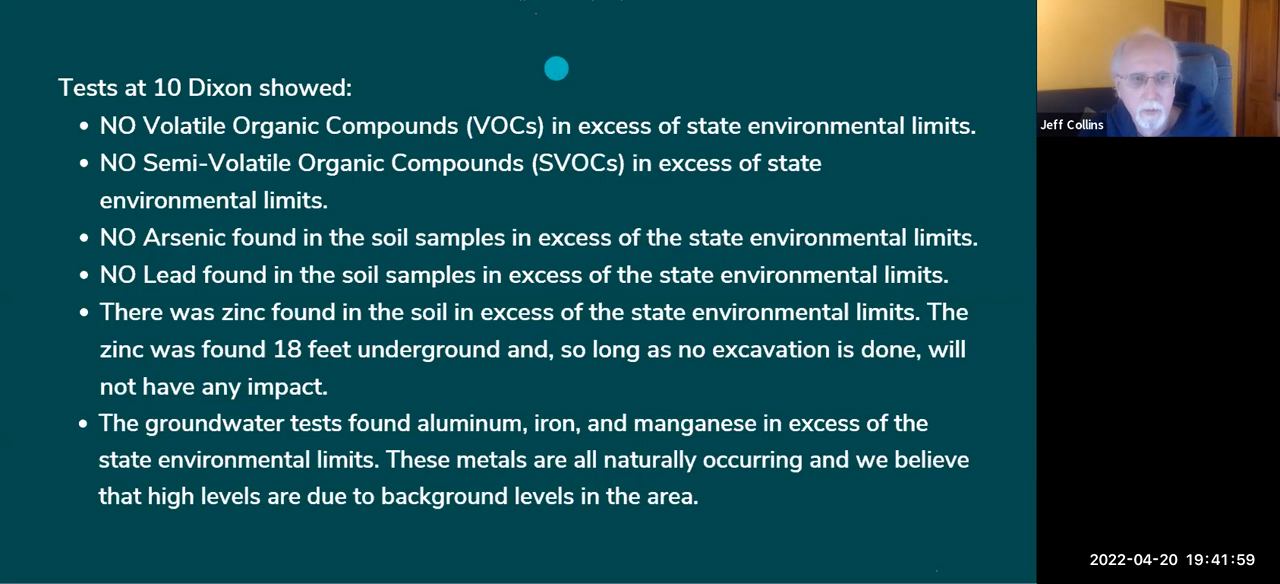 Tests at 10 Dixon showed:
• NO Volatile Organic Compounds (VOCs) in excess of state environmental limits.
• NO Semi-Volatile Organic Compounds (SVOCs) in excess of state
environmental limits.
• NO Arsenic found in the soil samples in excess of the state environmental limits.
• NO Lead found in the soil samples in excess of the state environmental limits.
• There was zinc found in the soil in excess of the state environmental limits. The
zinc was found 18 feet underground and, so long as no excavation is done, will
not have any impact.
• The groundwater tests found aluminum, iron, and manganese in excess of the
state environmental limits. These metals are all naturally occurring and we believe
that high levels are due to background levels in the area.
Jeff Collins
2022-04-20 19:41:59